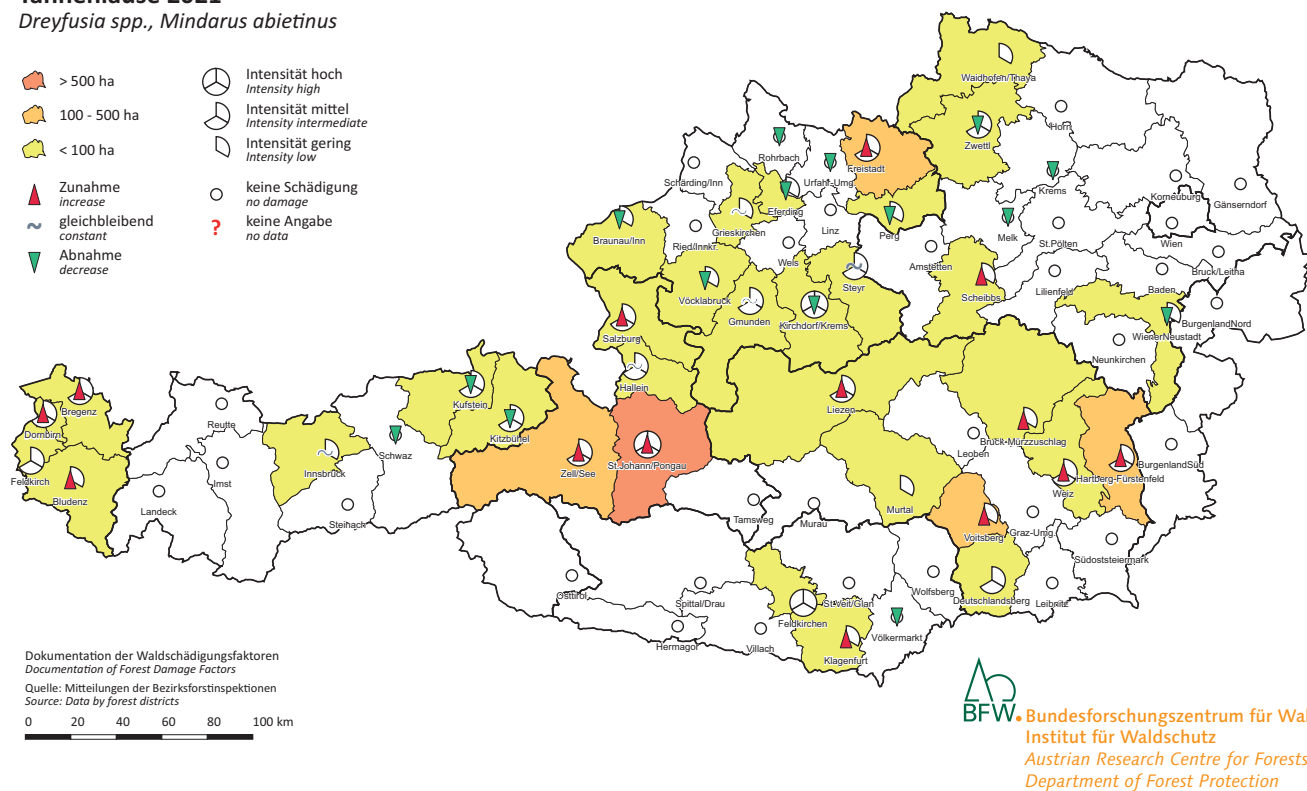 Tannenläuse 2021
Dreyfusia spp., Mindarus abietinus
> 500 ha
100 - 500 ha
< 100 ha
Intensität hoch
Intensity high
Intensität mittel
Intensity intermediate
Intensität gering
Intensity low
Zunahme
increase
~ gleichbleibend
constant
Abnahme
decrease
keine Schädigung
no damage
? keine Angabe
no data
Waidhofen/Thaya
Horn
Zwettl
Rohrbach
Freistadt
Schärding/Inn
Urfahr-Umg.
Krems
Korneuburg
Gänserndorf
Eferding
Grieskirchen
Linz
Perg
Braunau/Inn
Ried/Innkr.
Wels
Melk
St.Pölten
Wien
Amstetten
Bruck/Leitha
Steyr
Scheibbs
Lilienfeld
Baden
Vöcklabruck
Gmunden
Kirchdorf/Krems
BurgenlandNord
WienerNeustadt
Salzburg
Neunkirchen
Hallein
Kufstein
Liezen
Bregenz
Dornbirn
Reutte
Kitzbühel
Bruck-Mürzzuschlag
Leoben
Schwaz
Innsbruck
Zell/See
St.Johann/Pongau
BurgenlandSüd
Hartberg-Fürstenfeld
Feldkirch
Imst
Weiz
Bludenz
Landeck
Steinach
Tamsweg
Murau
Murtal
Voitsberg
Graz-Umg.
Südoststeiermark
Osttirol
Spittal/Drau
St.Veit/Glan
Wolfsberg
Deutschlandsberg
Leibnitz
Feldkirchen
Völkermarkt
Hermagor
Villach
Klagenfurt
Dokumentation der Waldschädigungsfaktoren
Documentation of Forest Damage Factors
Quelle: Mitteilungen der Bezirksforstinspektionen
Source: Data by forest districts
0 20 40 60 80 100 km
BFW.
Bundesforschungszentrum für Wal
Institut für Waldschutz
Austrian Research Centre for Forests
Department of Forest Protection